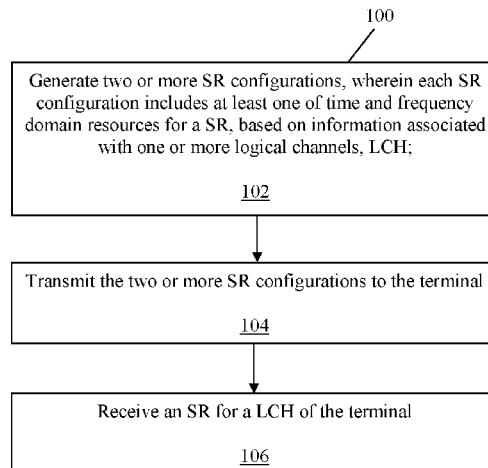 100
Generate two or more SR configurations, wherein each SR
configuration includes at least one of time and frequency
domain resources for a SR, based on information associated
with one or more logical channels, LCH;
102
Transmit the two or more SR configurations to the terminal
104
Receive an SR for a LCH of the terminal
106